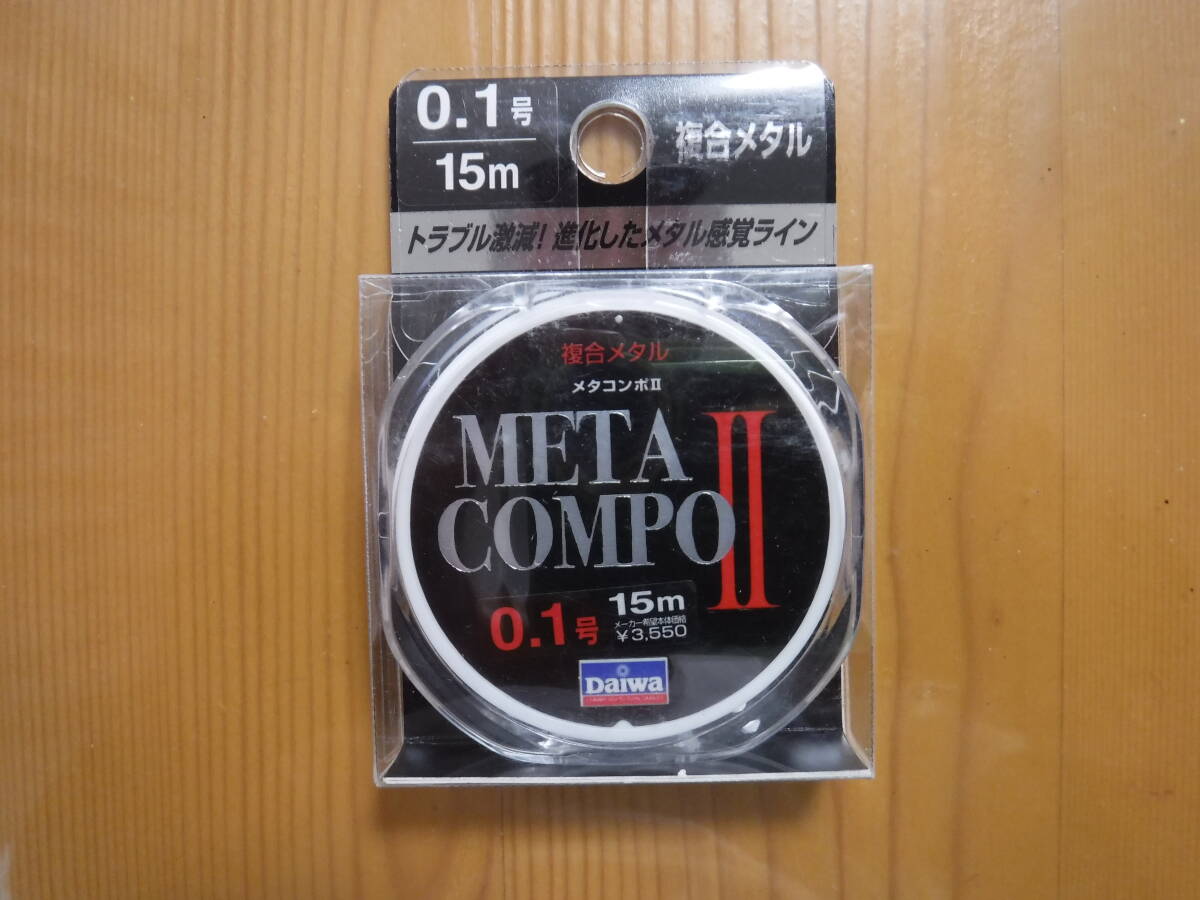 0.1号
15m
複合メタル
トラブル激減!進化したメタル感覚ライン
複合メタル
メタコンポⅡ
META
COMPO
Ⅱ
0.1号
15m
メーカー希望本体価格
¥3,550
Daiwa